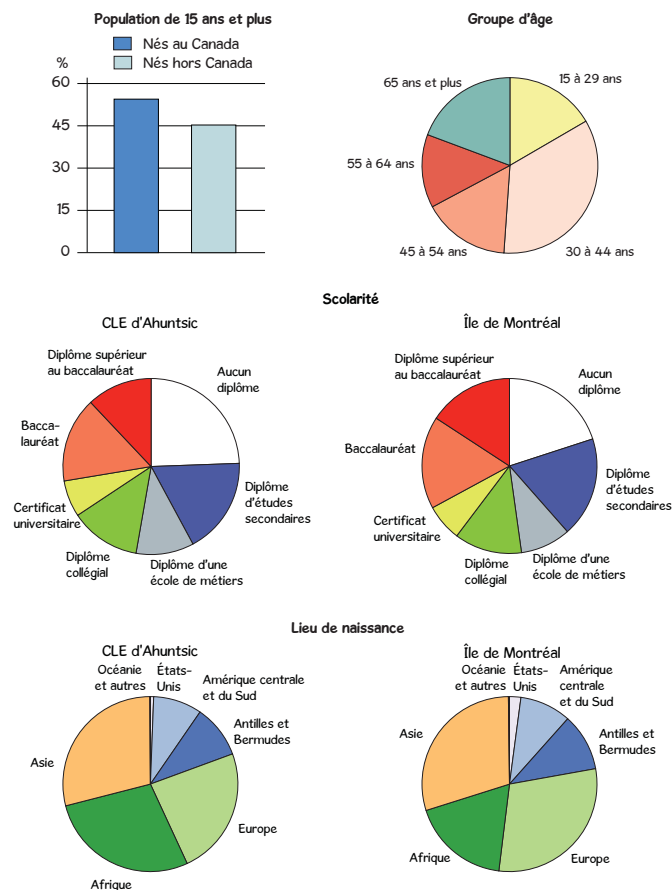 Population de 15 ans et plus
Nés au Canada
Nés hors Canada
%
60
45
30
15
0
Groupe d'âge
65 ans et plus
15 à 29 ans
55 à 64 ans
45 à 54 ans
30 à 44 ans
Scolarité
CLE d'Ahuntsic
Diplôme supérieur
au baccalauréat
Aucun
diplôme
Bacca-
lauréat
Diplôme
d'études
secondaires
Certificat
universitaire
Diplôme
collégial
Diplôme d'une
école de métiers
Île de Montréal
Diplôme supérieur
au baccalauréat
Aucun
diplôme
Baccalauréat
Diplôme
d'études
secondaires
Certificat
universitaire
Diplôme
collégial
Diplôme d'une
école de métiers
Lieu de naissance
CLE d'Ahuntsic
Océanie
et autres
États-
Unis
Amérique centrale
et du Sud
Antilles et
Bermudes
Asie
Europe
Afrique
Île de Montréal
Océanie
et autres
États-
Unis
Amérique
centrale
et du Sud
Antilles et
Bermudes
Asie
Afrique
Europe